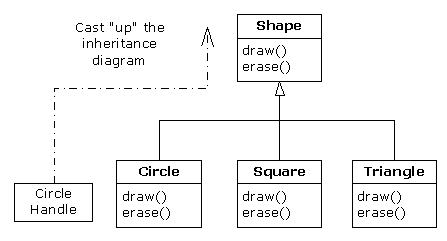 Cast "up" the
inheritance
diagram
Shape
draw()
erase()
Circle
Handle
Circle
draw()
erase()
Square
draw()
erase()
Triangle
draw()
erase()